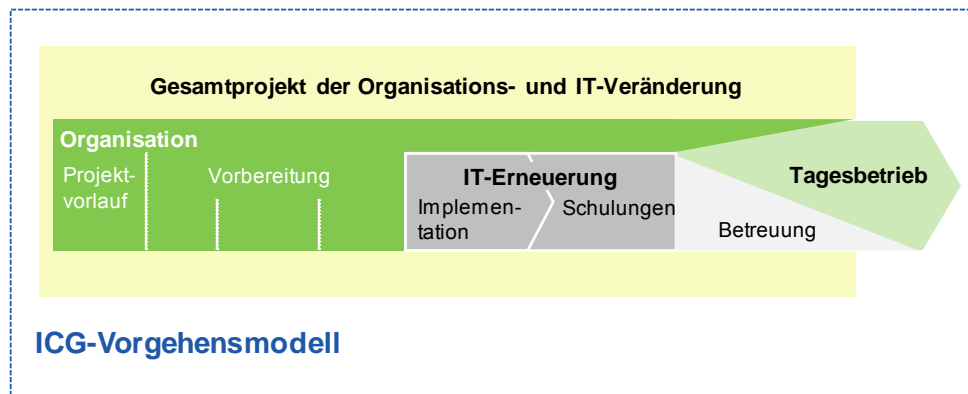 Gesamtprojekt der Organisations- und IT-Veränderung
Organisation
Projekt-
vorlauf
Vorbereitung
IT-Erneuerung
Implemen-
tation
Schulungen
Tagesbetrieb
Betreuung
ICG-Vorgehensmodell